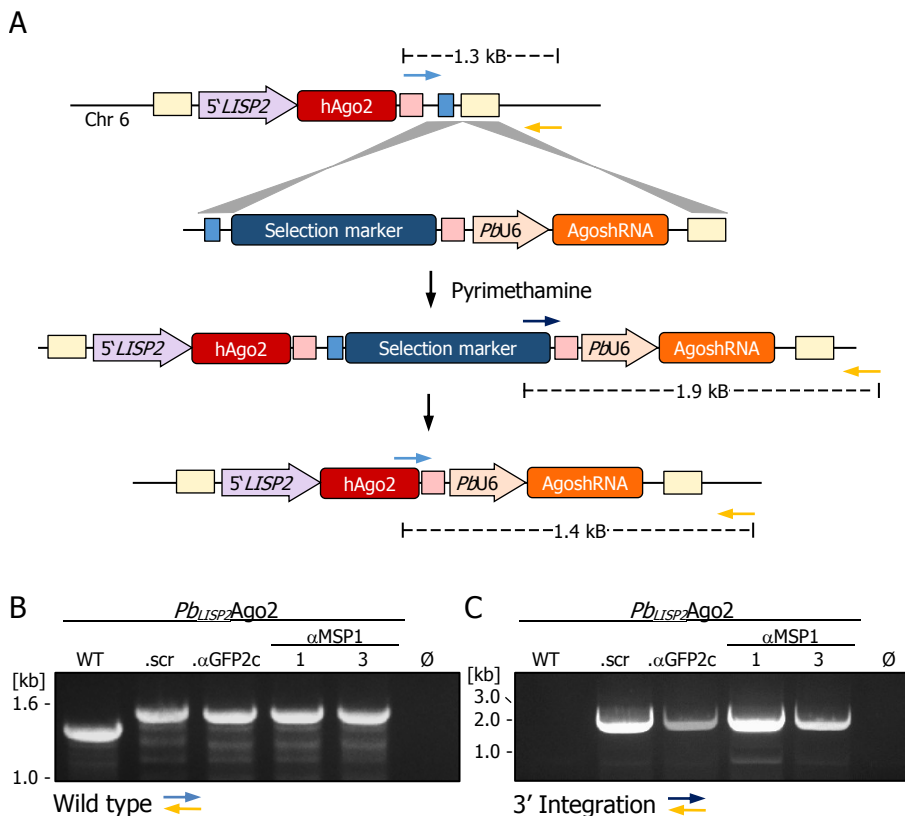 A
1.3 kB
5‘LISP2 hAgo2
Chr 6
Selection marker PbU6 AgoshRNA
Pyrimethamine
5‘LISP2 hAgo2 Selection marker PbU6 AgoshRNA
1.9 kB
5‘LISP2 hAgo2 PbU6 AgoshRNA
1.4 kB
B
PbLISP2Ago2
αMSP1
WT .scr .αGFP2c 1 3 Ø
[kb]
1.6 -
1.0 -
Wild type
C
PbLISP2Ago2
αMSP1
WT .scr .αGFP2c 1 3 Ø
[kb]
3.0
2.0 -
1.0 -
3′ Integration